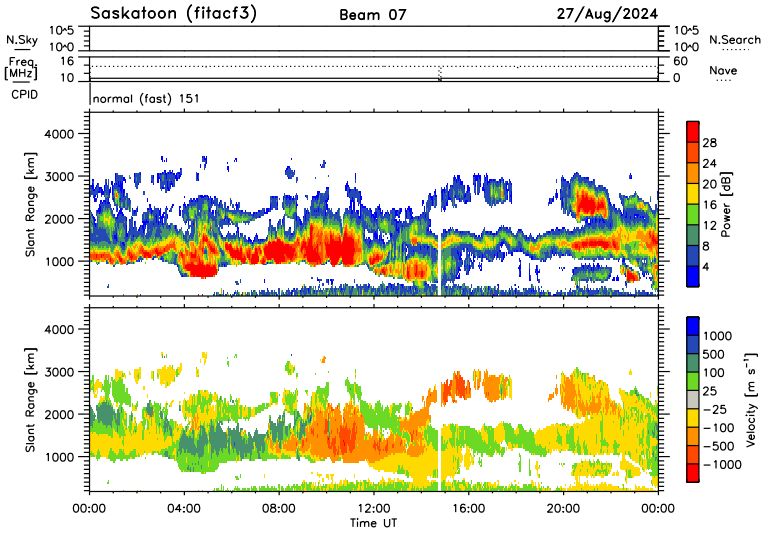 Saskatoon (fitacf3) Beam 07 27/Aug/2024
10^5 10^5
N.Sky N.Search
10^0 10^0
16 60
Freq. [MHz] Nave
10 0
CPID normal (fast) 151
4000
3000
2000
1000
Slant Range [km]
28
24
20
16
12
8
4
Power [dB]
4000
3000
2000
1000
Slant Range [km]
1000
500
100
25
-25
-100
-500
-1000
Velocity [m s⁻¹]
00:00 04:00 08:00 12:00 16:00 20:00 00:00
Time UT